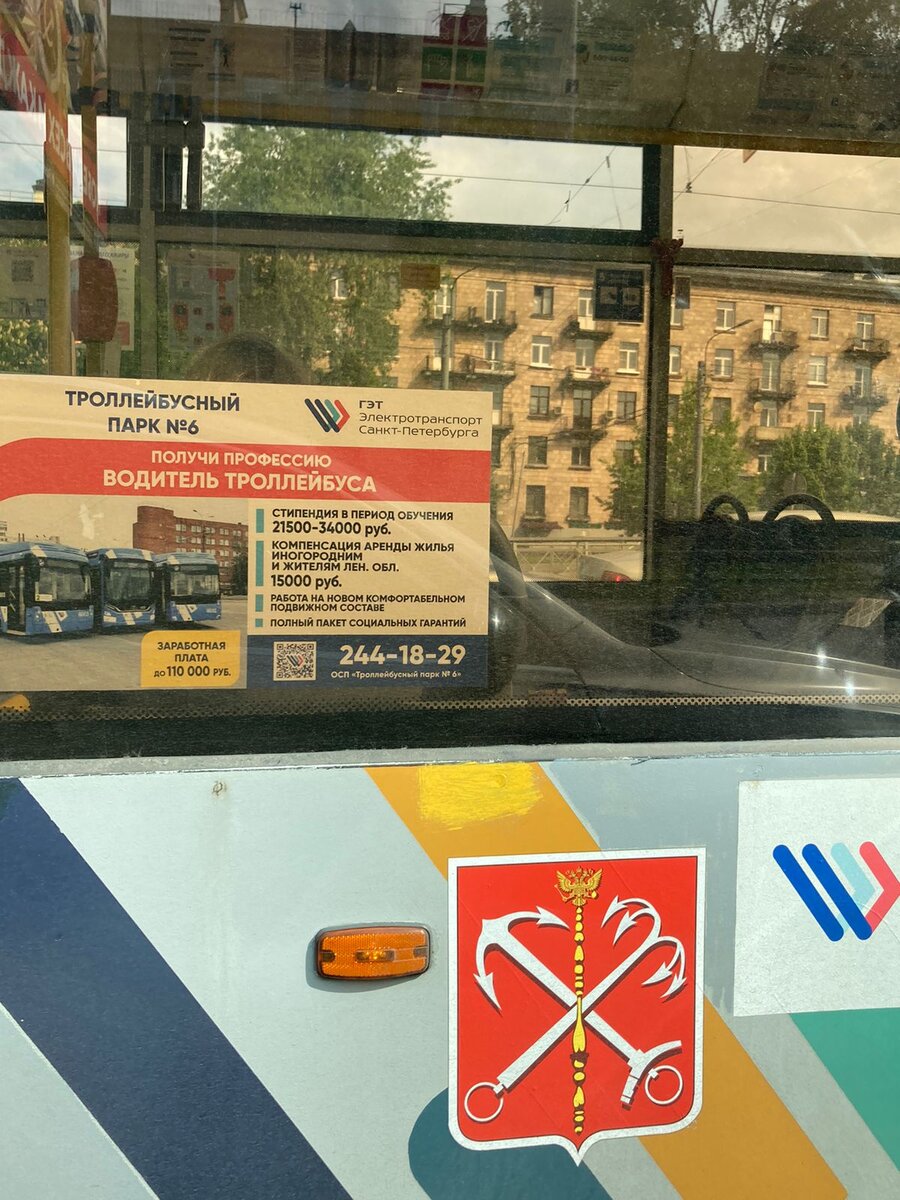 ТРОЛЛЕЙБУСНЫЙ
ПАРК №6
ГЭТ
Электротранспорт
Санкт-Петербурга
ПОЛУЧИ ПРОФЕССИЮ
ВОДИТЕЛЬ ТРОЛЛЕЙБУСА
СТИПЕНДИЯ В ПЕРИОД ОБУЧЕНИЯ
21500-34000 руб.
КОМПЕНСАЦИЯ АРЕНДЫ ЖИЛЬЯ
ИНОГОРОДНИМ
И ЖИТЕЛЯМ ЛЕН. ОБЛ.
15000 руб.
РАБОТА НА НОВОМ КОМФОРТАБЕЛЬНОМ
ПОДВИЖНОМ СОСТАВЕ
ПОЛНЫЙ ПАКЕТ СОЦИАЛЬНЫХ ГАРАНТИЙ
ЗАРАБОТНАЯ
ПЛАТА
ДО 110 000 РУБ.
244-18-29
ОСП «Троллейбусный парк № 6»